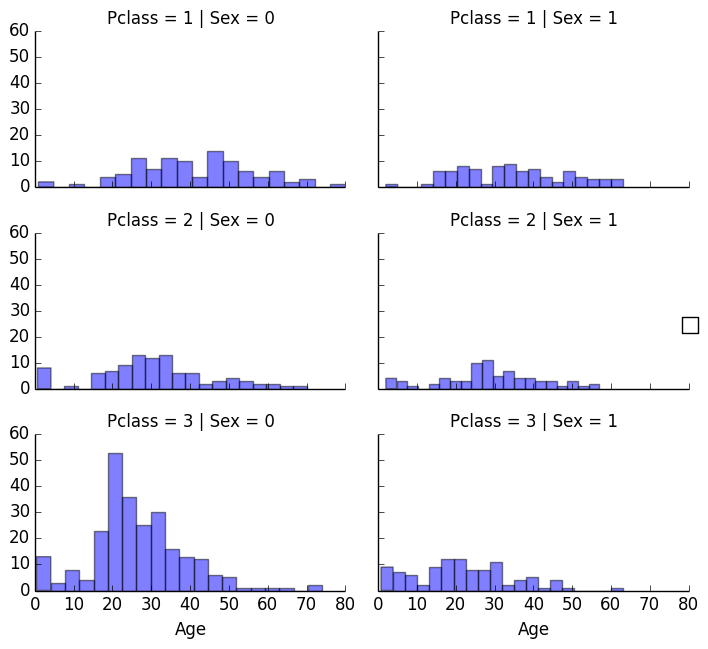 Pclass = 1 | Sex = 0
Pclass = 1 | Sex = 1
60
50
40
30
20
10
0
Pclass = 2 | Sex = 0
Pclass = 2 | Sex = 1
60
50
40
30
20
10
0
Pclass = 3 | Sex = 0
Pclass = 3 | Sex = 1
60
50
40
30
20
10
0
0 10 20 30 40 50 60 70 80
0 10 20 30 40 50 60 70 80
Age
Age